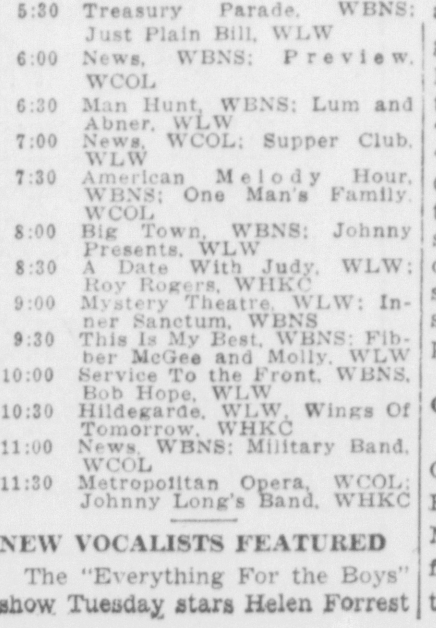 5:30 Treasury Parade, WBNS;
Just Plain Bill, WLW
6:00 News, WBNS; Preview,
WCOL
6:30 Man Hunt, WBNS; Lum and
Abner, WLW
7:00 News, WCOL; Supper Club,
WLW
7:30 American Melody Hour,
WBNS; One Man's Family,
WCOL
8:00 Big Town, WBNS; Johnny
Presents, WLW
8:30 A Date With Judy, WLW;
Roy Rogers, WHKC
9:00 Mystery Theatre, WLW; In-
ner Sanctum, WBNS
9:30 This Is My Best, WBNS; Fib-
ber McGee and Molly, WLW
10:00 Service To the Front, WBNS,
Bob Hope, WLW
10:30 Hildegarde, WLW, Wings Of
Tomorrow, WHKC
11:00 News, WBNS; Military Band,
WCOL
11:30 Metropolitan Opera, WCOL;
Johnny Long's Band, WHKC
NEW VOCALISTS FEATURED
The "Everything For the Boys"
show Tuesday stars Helen Forrest